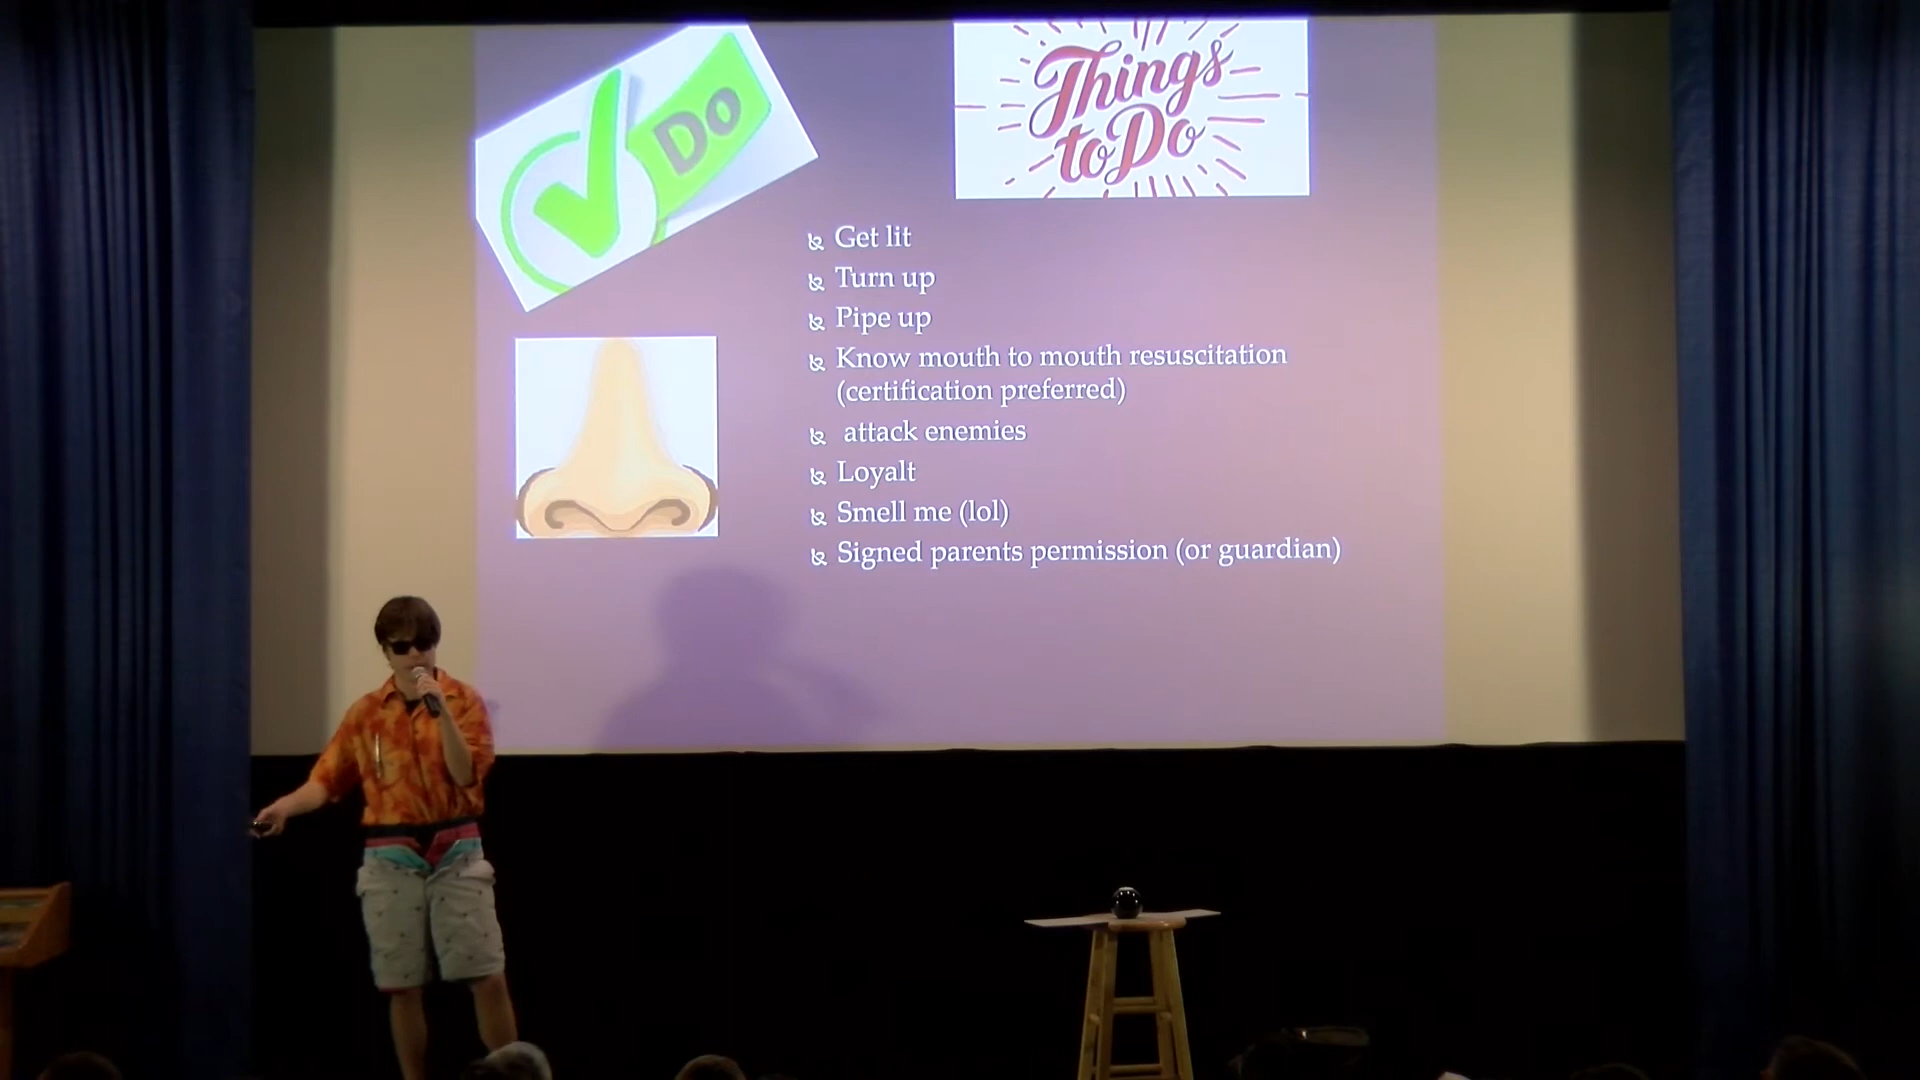 Do
Things
to Do
Get lit
Turn up
Pipe up
Know mouth to mouth resuscitation
(certification preferred)
attack enemies
Loyalt
Smell me (lol)
Signed parents permission (or guardian)